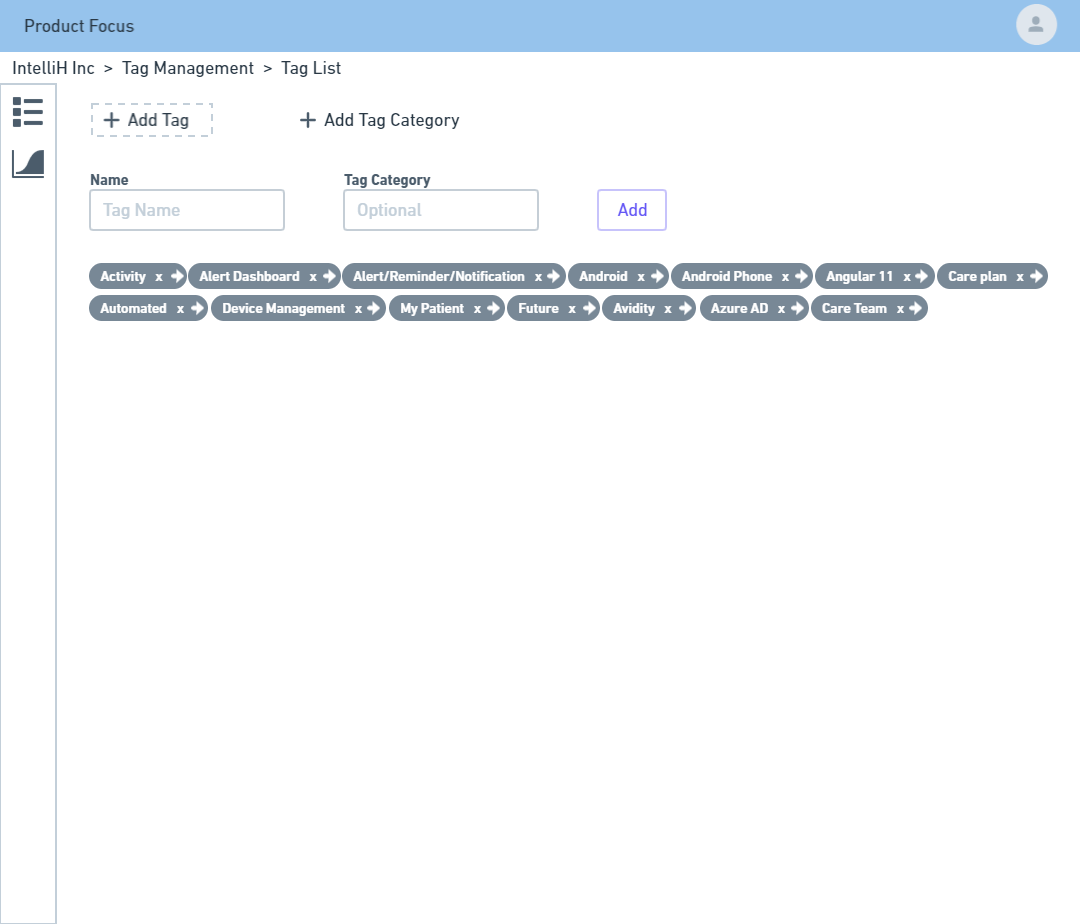 Product Focus
IntelliH Inc > Tag Management > Tag List
+ Add Tag + Add Tag Category
Name Tag Category
Tag Name Optional Add
Activity x Alert Dashboard x Alert/Reminder/Notification x Android x Android Phone x Angular 11 x Care plan x
Automated x Device Management x My Patient x Future x Avidity x Azure AD x Care Team x